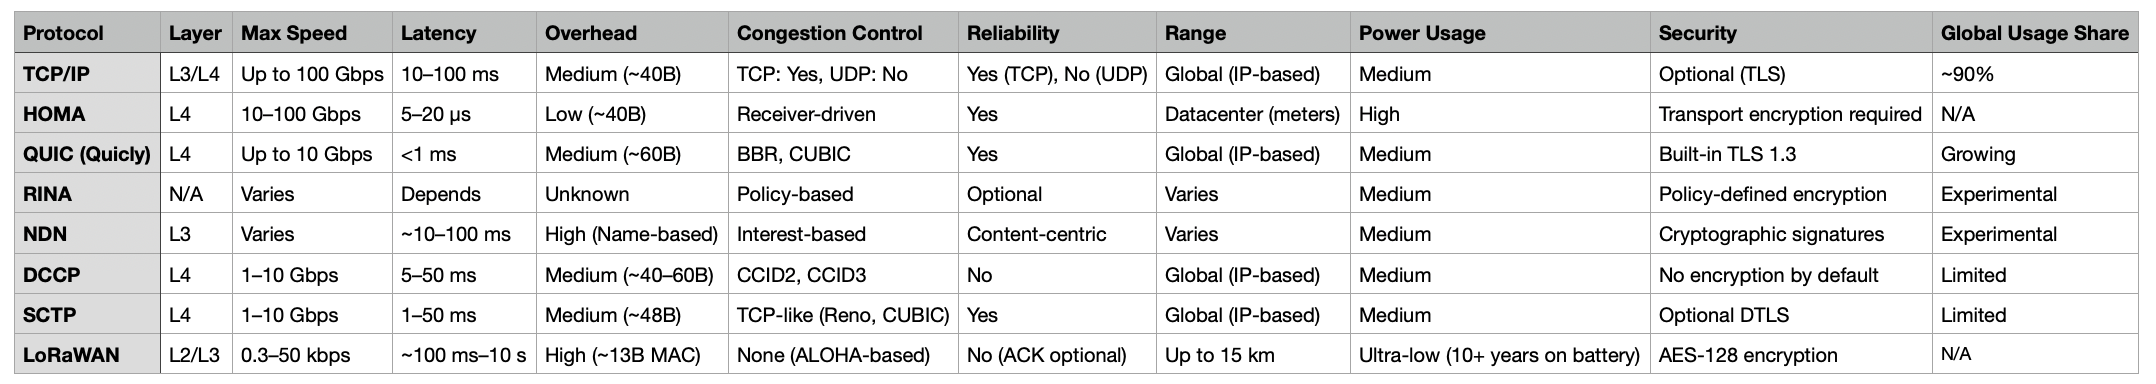 Protocol Layer Max Speed Latency Overhead Congestion Control Reliability Range Power Usage Security Global Usage Share
TCP/IP L3/L4 Up to 100 Gbps 10–100 ms Medium (~40B) TCP: Yes, UDP: No Yes (TCP), No (UDP) Global (IP-based) Medium Optional (TLS) ~90%
HOMA L4 10–100 Gbps 5–20 µs Low (~40B) Receiver-driven Yes Datacenter (meters) High Transport encryption required N/A
QUIC (Quicly) L4 Up to 10 Gbps <1 ms Medium (~60B) BBR, CUBIC Yes Global (IP-based) Medium Built-in TLS 1.3 Growing
RINA N/A Varies Depends Unknown Policy-based Optional Varies Medium Policy-defined encryption Experimental
NDN L3 Varies ~10–100 ms High (Name-based) Interest-based Content-centric Varies Medium Cryptographic signatures Experimental
DCCP L4 1–10 Gbps 5–50 ms Medium (~40–60B) CCID2, CCID3 No Global (IP-based) Medium No encryption by default Limited
SCTP L4 1–10 Gbps 1–50 ms Medium (~48B) TCP-like (Reno, CUBIC) Yes Global (IP-based) Medium Optional DTLS Limited
LoRaWAN L2/L3 0.3–50 kbps ~100 ms–10 s High (~13B MAC) None (ALOHA-based) No (ACK optional) Up to 15 km Ultra-low (10+ years on battery) AES-128 encryption N/A